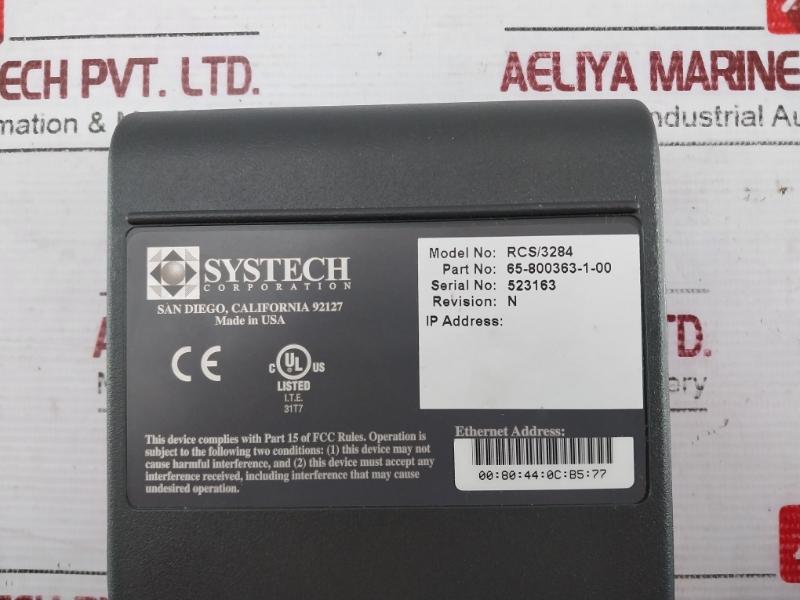 TECH PVT. LTD.
AELIYA MARINE
mation & M
ndustrial Au
SYSTECH
CORPORATION
SAN DIEGO, CALIFORNIA 92127
Made in USA
CE
C UL US
LISTED
I.T.E.
31T7
Model No: RCS/3284
Part No: 65-800363-1-00
Serial No: 523163
Revision: N
IP Address:
A
TD.
ery
This device complies with Part 15 of FCC Rules. Operation is
subject to the following two conditions: (1) this device may not
cause harmful interference, and (2) this device must accept any
interference received, including interference that may cause
undesired operation.
Ethernet Address:
00:80:44:0C:B5:77